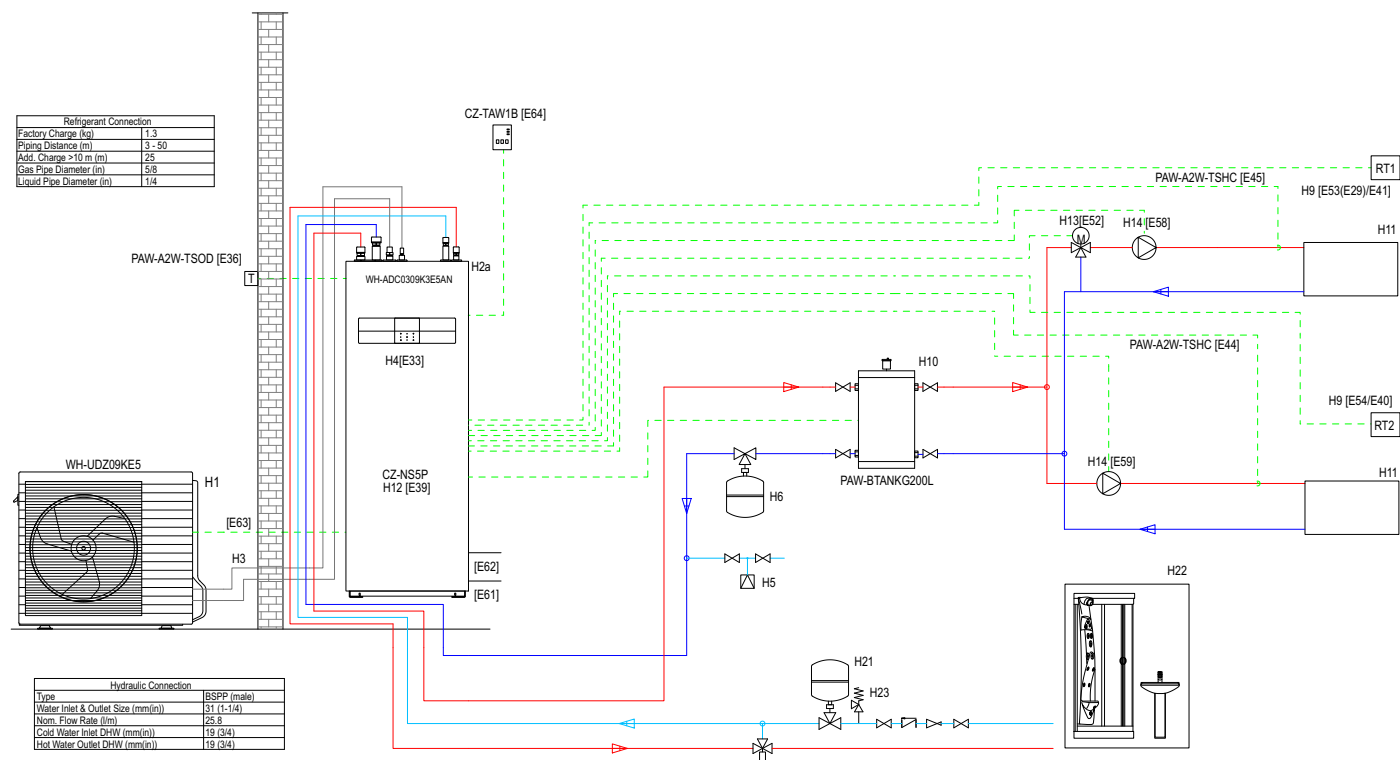 Refrigerant Connection
Factory Charge (kg) 1.3
Piping Distance (m) 3 - 50
Add. Charge >10 m (m) 25
Gas Pipe Diameter (in) 5/8
Liquid Pipe Diameter (in) 1/4
CZ-TAW1B [E64]
RT1
PAW-A2W-TSHC [E45]
H9 [E53(E29)/E41]
H13[E52]
H14 [E58]
M
H11
PAW-A2W-TSOD [E36]
T
H2a
WH-ADC0309K3E5AN
H4[E33]
PAW-A2W-TSHC [E44]
H10
H9 [E54/E40]
RT2
WH-UDZ09KE5
H1
CZ-NS5P
H12 [E39]
H14 [E59]
H11
PAW-BTANKG200L
H6
[E63]
H3
[E62]
[E61]
H5
H22
H21
H23
Hydraulic Connection
Type BSPP (male)
Water Inlet & Outlet Size (mm(in)) 31 (1-1/4)
Nom. Flow Rate (l/m) 25.8
Cold Water Inlet DHW (mm(in)) 19 (3/4)
Hot Water Outlet DHW (mm(in)) 19 (3/4)